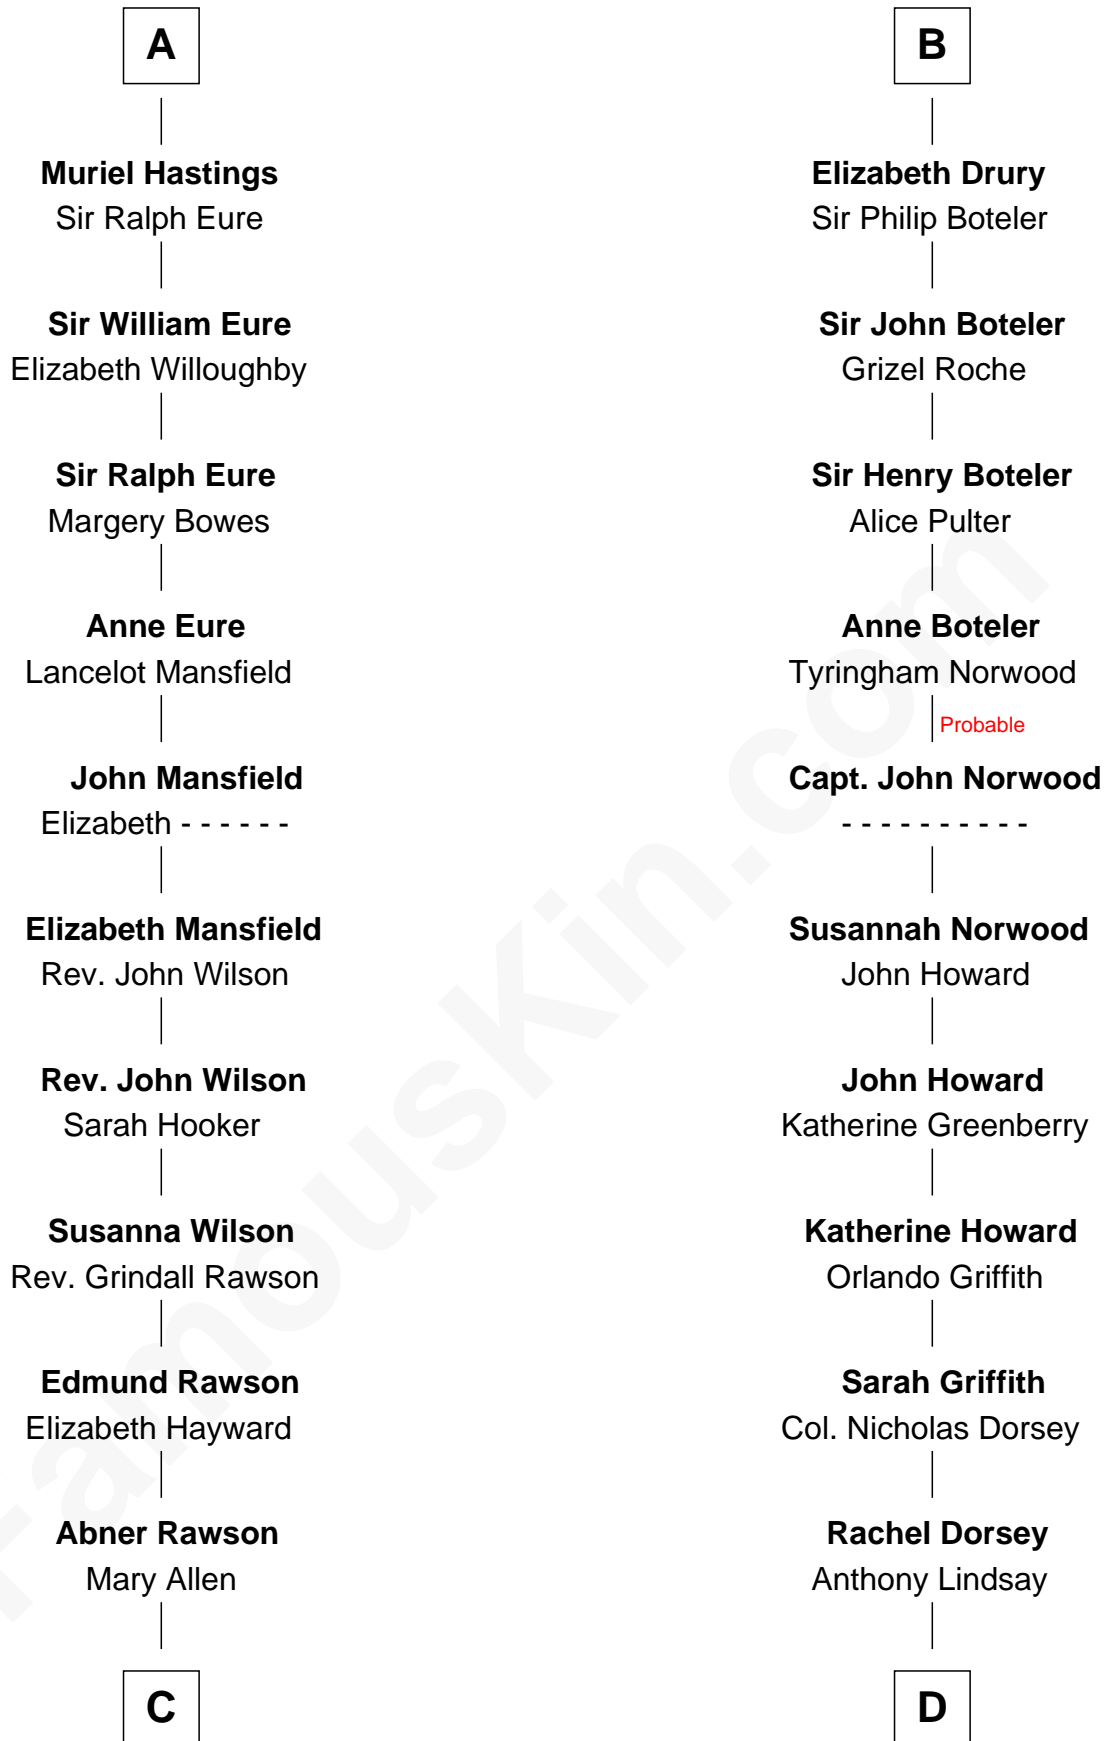 A
Muriel Hastings
Sir Ralph Eure
Sir William Eure
Elizabeth Willoughby
Sir Ralph Eure
Margery Bowes
Anne Eure
Lancelot Mansfield
John Mansfield
Elizabeth - - - - - -
Elizabeth Mansfield
Rev. John Wilson
Rev. John Wilson
Sarah Hooker
Susanna Wilson
Rev. Grindall Rawson
Edmund Rawson
Elizabeth Hayward
Abner Rawson
Mary Allen
C
B
Elizabeth Drury
Sir Philip Boteler
Sir John Boteler
Grizel Roche
Sir Henry Boteler
Alice Pulter
Anne Boteler
Tyringham Norwood
Probable
Capt. John Norwood
- - - - - - - - - -
Susannah Norwood
John Howard
John Howard
Katherine Greenberry
Katherine Howard
Orlando Griffith
Sarah Griffith
Col. Nicholas Dorsey
Rachel Dorsey
Anthony Lindsay
D
FamousKin.com